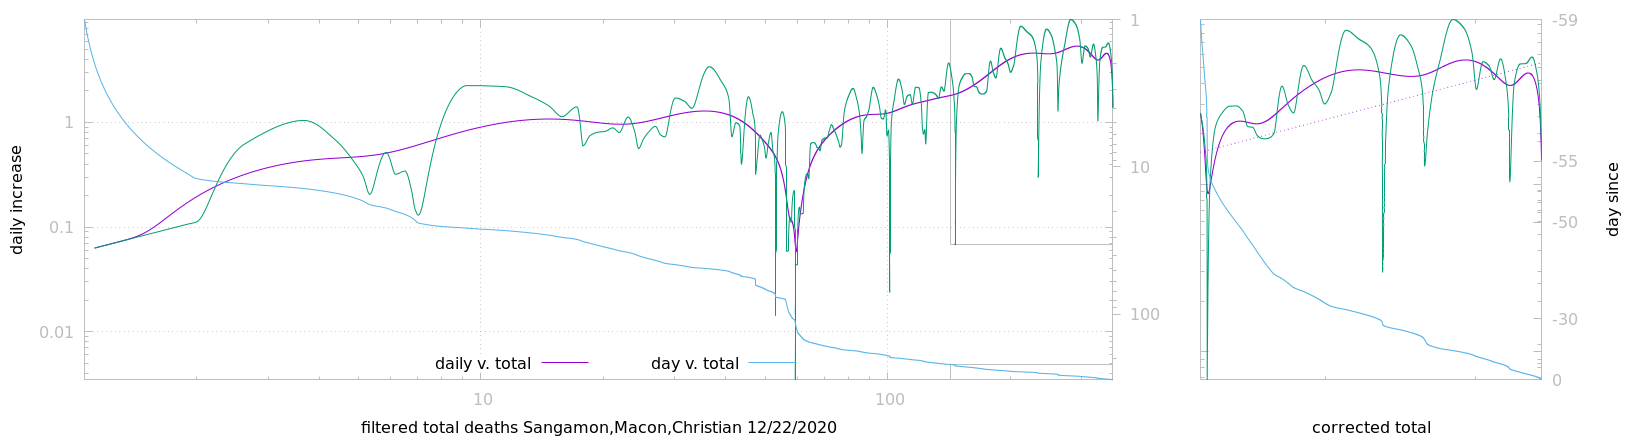 daily increase
1
0.1
0.01
daily v. total
day v. total
10
100
1
10
100
filtered total deaths Sangamon,Macon,Christian 12/22/2020
-59
-55
-50
-30
0
day since
corrected total